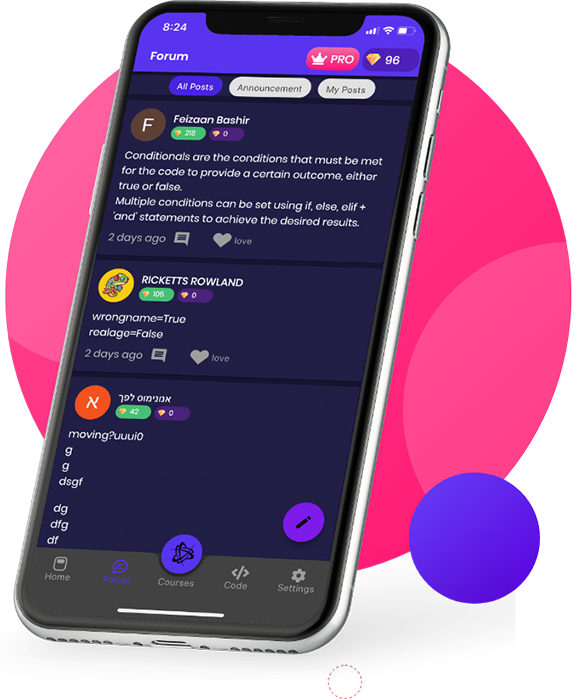 8:24
Forum
PRO
96
All Posts
Announcement
My Posts
F
Feizaan Bashir
218
0
Conditionals are the conditions that must be met
for the code to provide a certain outcome, either
true or false.
Multiple conditions can be set using if, else, elif +
'and' statements to achieve the desired results.
2 days ago
love
RICKETTS ROWLAND
105
0
wrongname=True
realage=False
2 days ago
love
א
אנונימוס לפך
42
0
moving?uuui0
g
g
dsgf
dg
dfg
df
Home
Forum
Courses
Code
Settings